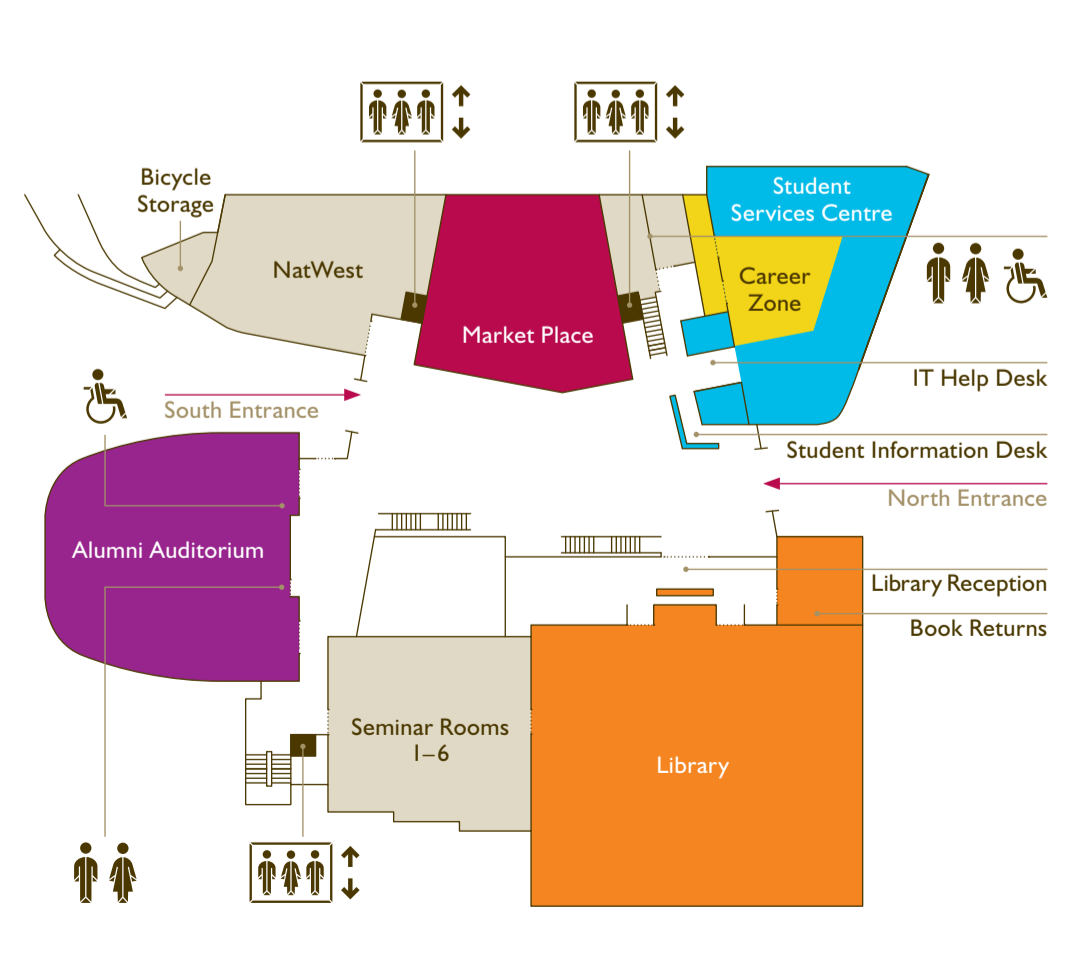 Bicycle
Storage
Student
Services Centre
NatWest
Career
Zone
Market Place
IT Help Desk
South Entrance
Student Information Desk
North Entrance
Alumni Auditorium
Library Reception
Book Returns
Seminar Rooms
1–6
Library